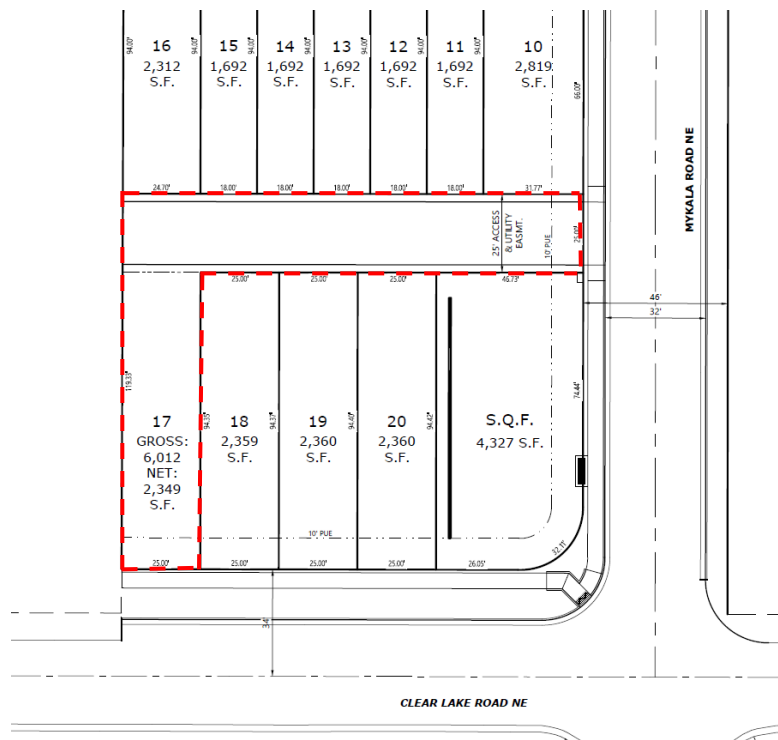 16
2,312
S.F.
15
1,692
S.F.
14
1,692
S.F.
13
1,692
S.F.
12
1,692
S.F.
11
1,692
S.F.
10
2,819
S.F.
94.00'
94.00'
94.00'
94.00'
94.00'
94.00'
94.00'
66.00'
24.70'
18.00'
18.00'
18.00'
18.00'
18.00'
31.77'
MYKALA ROAD NE
25' ACCESS
& UTILITY
EASMT.
10' PUE
25.00'
25.00'
25.00'
25.00'
46.73'
46'
32'
119.33'
94.35'
94.37'
94.40'
94.42'
74.44'
17
GROSS:
6,012
NET:
2,349
S.F.
18
2,359
S.F.
19
2,360
S.F.
20
2,360
S.F.
S.Q.F.
4,327 S.F.
10' PUE
32.11'
25.00'
25.00'
25.00'
25.00'
26.05'
34'
CLEAR LAKE ROAD NE